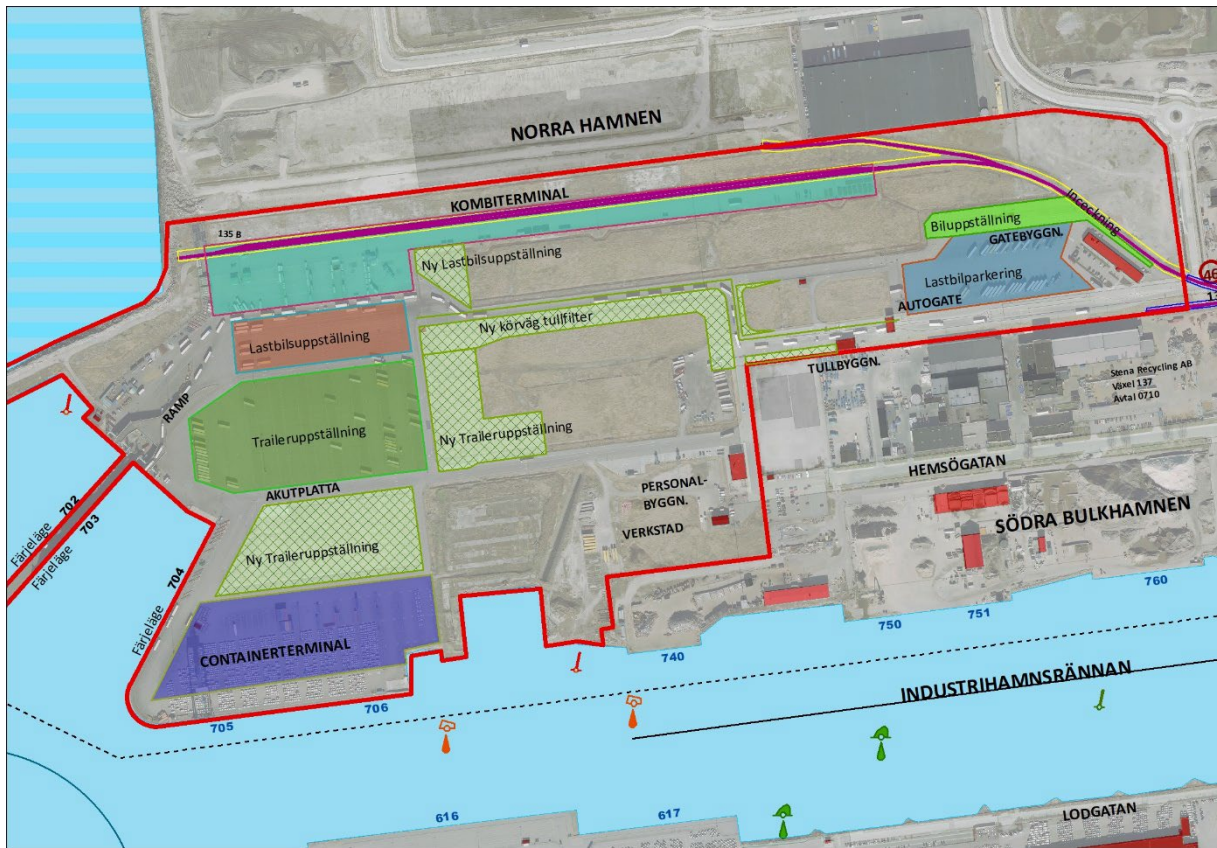 NORRA HAMNEN
KOMBITERMINAL
135 B
Incheckning
Biluppställning
GATEBYGGN.
Ny Lastbilsuppställning
Lastbilparkering
46
AUTOGATE
Ny körväg tullfilter
Lastbilsuppställning
TULLBYGGN.
Stena Recycling AB
Växel 137
Avtal 0710
RAMP
Traileruppställning
Ny Traileruppställning
HEMSÖGATAN
AKUTPLATTA
PERSONAL-
BYGGN.
VERKSTAD
SÖDRA BULKHAMNEN
Färjeläge 702
Färjeläge 703
Ny Traileruppställning
Färjeläge 704
760
751
750
CONTAINERTERMINAL
740
INDUSTRIHAMNSRÄNNAN
706
705
616
617
LODGATAN